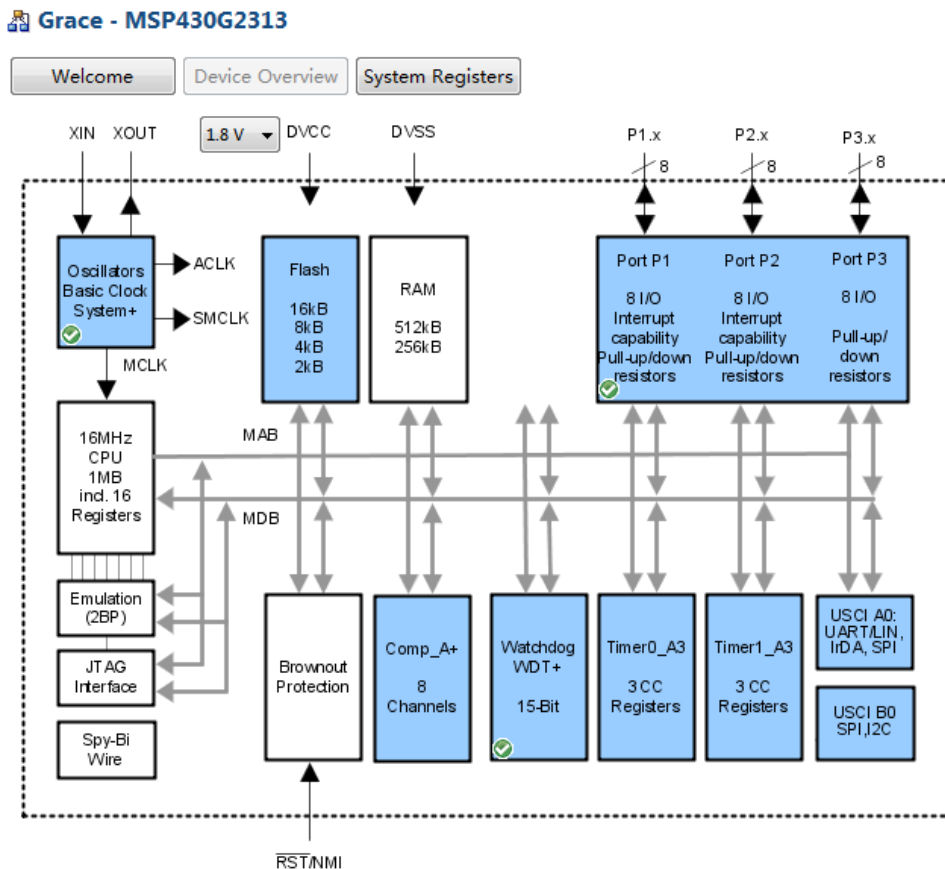 Grace - MSP430G2313
Welcome
Device Overview
System Registers
XIN
XOUT
1.8 V
DVCC
DVSS
P1.x
P2.x
P3.x
8
8
8
Oscillators
Basic Clock
System+
ACLK
SMCLK
MCLK
Flash
16kB
8kB
4kB
2kB
RAM
512kB
256kB
Port P1
8 I/O
Interrupt
capability
Pull-up/down
resistors
Port P2
8 I/O
Interrupt
capability
Pull-up/down
resistors
Port P3
8 I/O
Pull-up/
down
resistors
16MHz
CPU
1MB
incl. 16
Registers
MAB
MDB
Emulation
(2BP)
JTAG
Interface
Spy-Bi
Wire
Brownout
Protection
Comp_A+
8
Channels
Watchdog
WDT+
15-Bit
Timer0_A3
3 CC
Registers
Timer1_A3
3 CC
Registers
USCI A0:
UART/LIN,
IrDA, SPI
USCI B0
SPI,I2C
RST/NMI